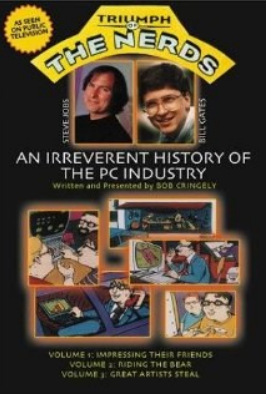 AS SEEN
ON PUBLIC
TELEVISION
TRIUMPH
OF
THE NERDS
STEVE JOBS
BILL GATES
AN IRREVERENT HISTORY OF
THE PC INDUSTRY
Written and Presented by BOB CRINGELY
VOLUME 1: IMPRESSING THEIR FRIENDS
VOLUME 2: RIDING THE BEAR
VOLUME 3: GREAT ARTISTS STEAL